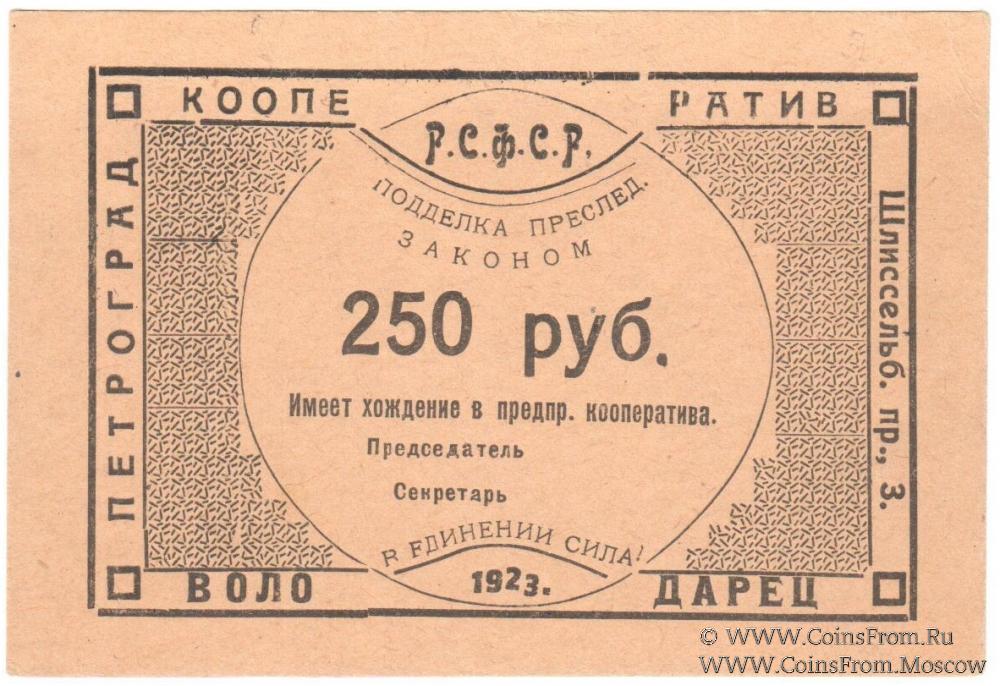 КООПЕ РАТИВ
Р.С.Ф.С.Р.
ПЕТРОГРАД
Шлиссельб. пр., 3.
ПОДДЕЛКА ПРЕСЛЕД.
ЗАКОНОМ
250 руб.
Имеет хождение в предпр. кооператива.
Председатель
Секретарь
В ЕДИНЕНИИ СИЛА!
1923.
ВОЛО ДАРЕЦ
© WWW.CoinsFrom.Ru
WWW.CoinsFrom.Moscow